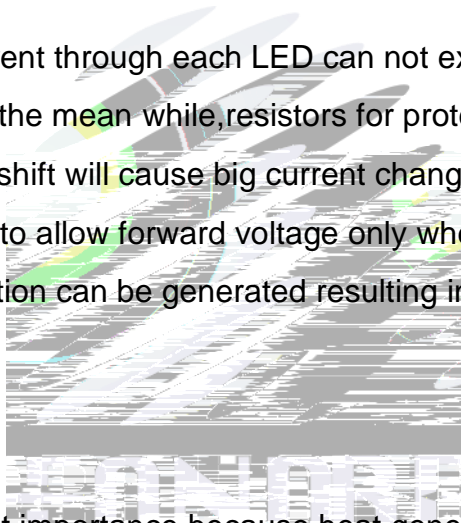 ent through each LED can not ex
the mean while,resistors for prote
shift will cause big current chang
to allow forward voltage only whe
tion can be generated resulting in
t importance because heat gene